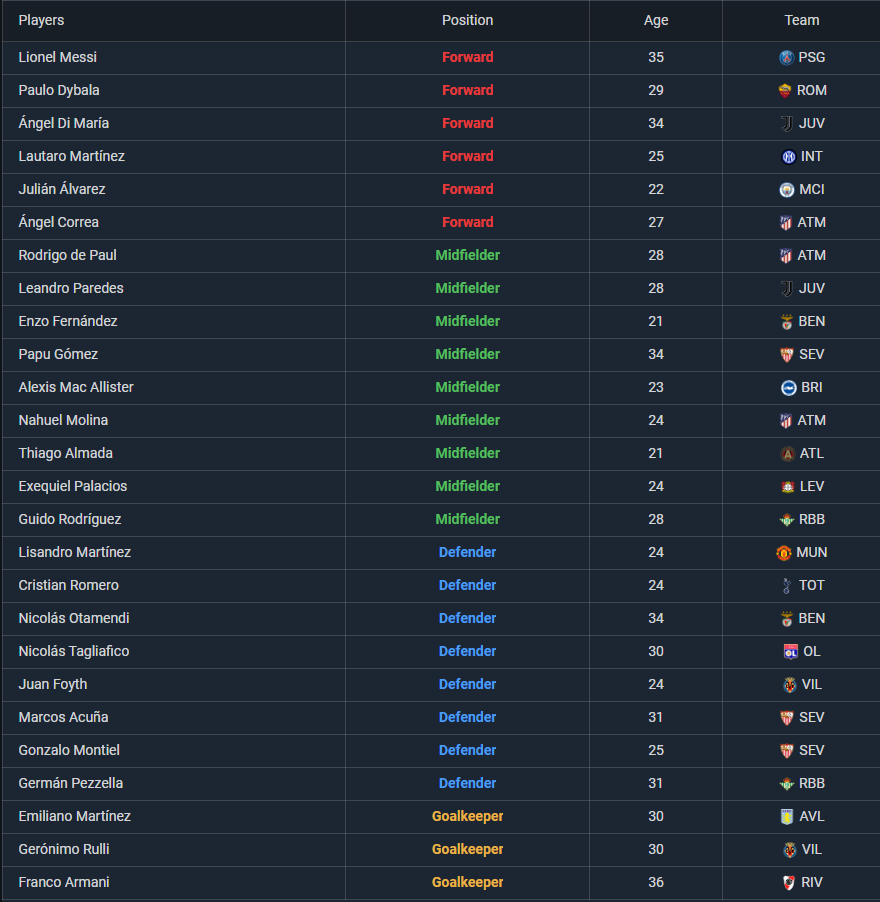 Players Position Age Team
Lionel Messi Forward 35 PSG
Paulo Dybala Forward 29 ROM
Ángel Di María Forward 34 JUV
Lautaro Martínez Forward 25 INT
Julián Álvarez Forward 22 MCI
Ángel Correa Forward 27 ATM
Rodrigo de Paul Midfielder 28 ATM
Leandro Paredes Midfielder 28 JUV
Enzo Fernández Midfielder 21 BEN
Papu Gómez Midfielder 34 SEV
Alexis Mac Allister Midfielder 23 BRI
Nahuel Molina Midfielder 24 ATM
Thiago Almada Midfielder 21 ATL
Exequiel Palacios Midfielder 24 LEV
Guido Rodríguez Midfielder 28 RBB
Lisandro Martínez Defender 24 MUN
Cristian Romero Defender 24 TOT
Nicolás Otamendi Defender 34 BEN
Nicolás Tagliafico Defender 30 OL
Juan Foyth Defender 24 VIL
Marcos Acuña Defender 31 SEV
Gonzalo Montiel Defender 25 SEV
Germán Pezzella Defender 31 RBB
Emiliano Martínez Goalkeeper 30 AVL
Gerónimo Rulli Goalkeeper 30 VIL
Franco Armani Goalkeeper 36 RIV